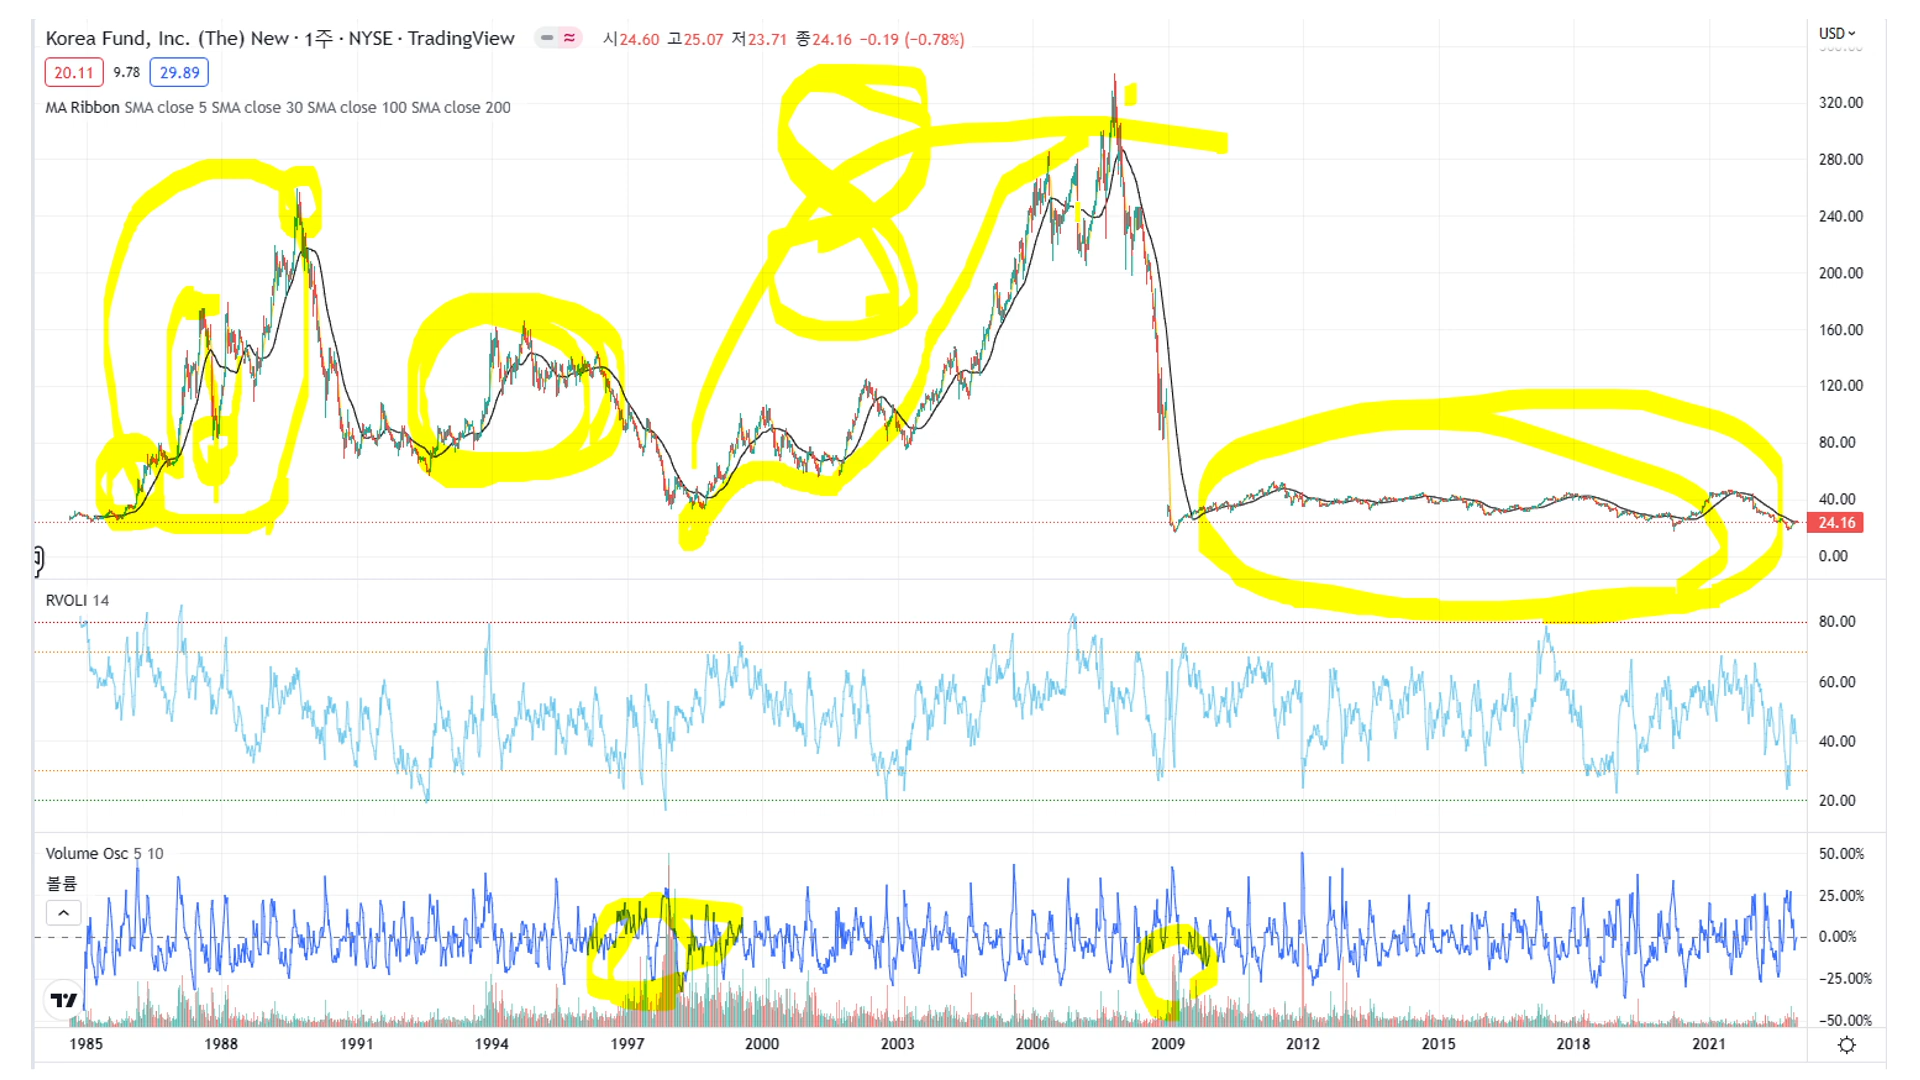 Korea Fund, Inc. (The) New · 1주 · NYSE · TradingView 시24.60 고25.07 저23.71 종24.16 −0.19 (−0.78%)
USD
20.11 9.78 29.89
MA Ribbon SMA close 5 SMA close 30 SMA close 100 SMA close 200
320.00
280.00
240.00
200.00
160.00
120.00
80.00
40.00
24.16
0.00
RVOLI 14
80.00
60.00
40.00
20.00
Volume Osc 5 10
볼륨
50.00%
25.00%
0.00%
−25.00%
−50.00%
1985 1988 1991 1994 1997 2000 2003 2006 2009 2012 2015 2018 2021